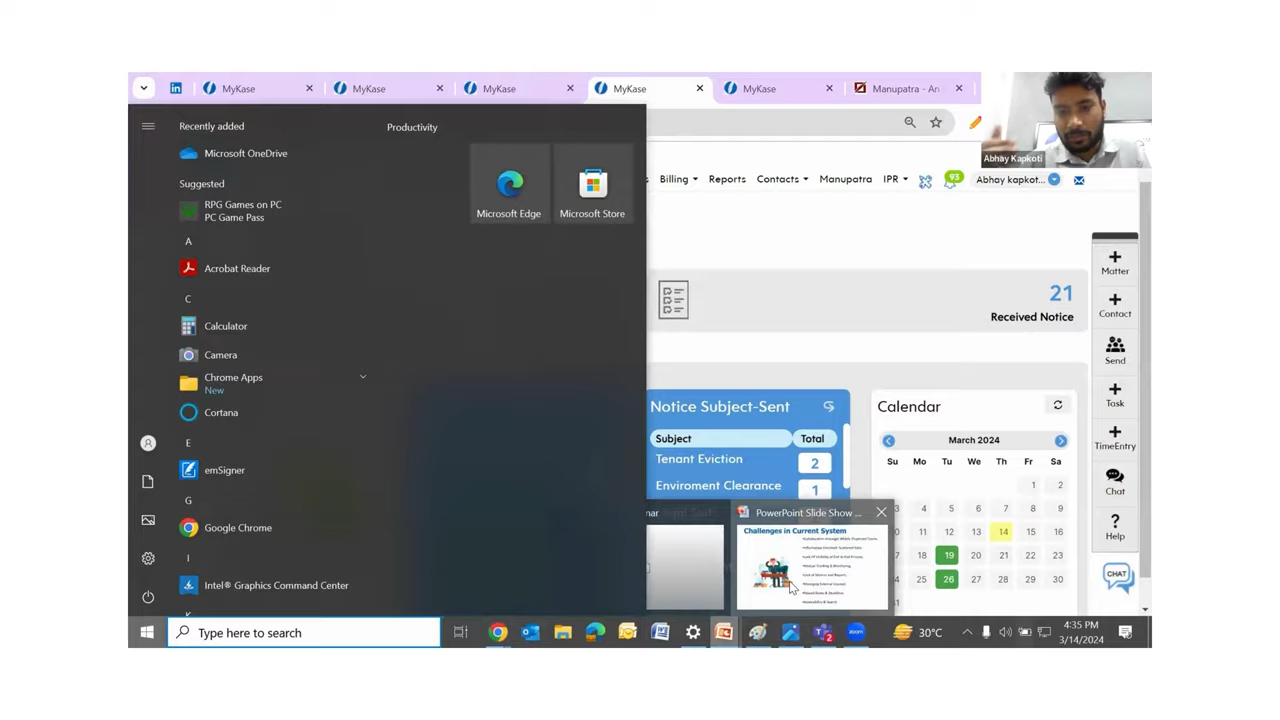 MyKase
MyKase
MyKase
MyKase
MyKase
Manupatra - An
Abhay Kapkoti
Recently added
Microsoft OneDrive
Suggested
RPG Games on PC
PC Game Pass
A
Acrobat Reader
C
Calculator
Camera
Chrome Apps
New
Cortana
E
emSigner
G
Google Chrome
I
Intel® Graphics Command Center
Productivity
Microsoft Edge
Microsoft Store
Billing
Reports
Contacts
Manupatra
IPR
93
Abhay kapkot...
21
Received Notice
Matter
Contact
Send
Task
TimeEntry
Chat
Help
CHAT
Notice Subject-Sent
Subject Total
Tenant Eviction 2
Enviroment Clearance 1
Calendar
March 2024
Su Mo Tu We Th Fr Sa
1 2
4 5 6 7 8 9
11 12 13 14 15 16
18 19 20 21 22 23
25 26 27 28 29 30
31
nar
PowerPoint Slide Show ...
Challenges in Current System
Type here to search
2
30°C
4:35 PM
3/14/2024